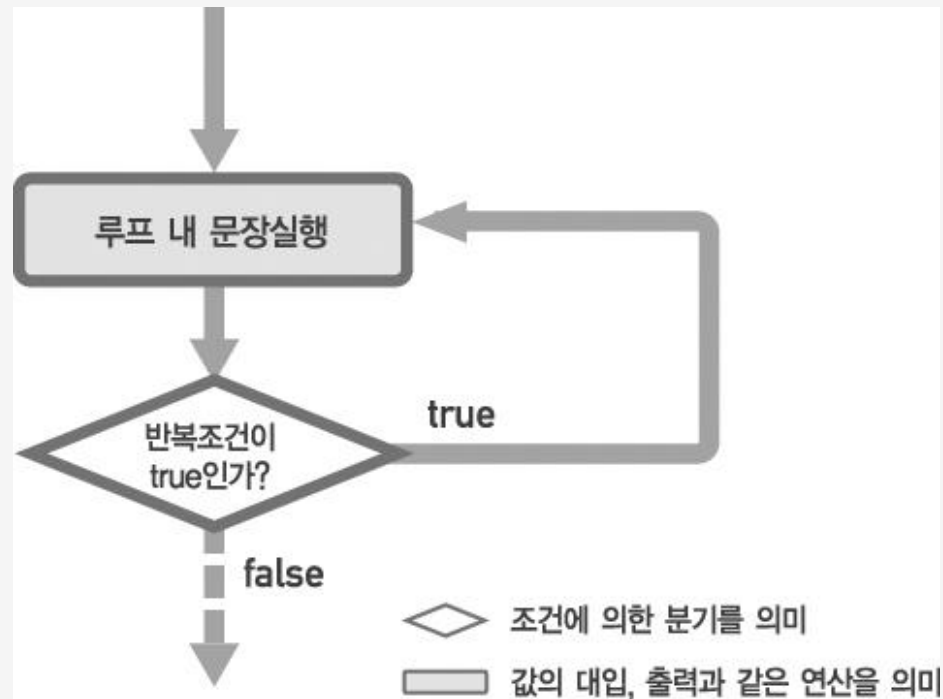 루프 내 문장실행
true
반복조건이
true인가?
false
조건에 의한 분기를 의미
값의 대입, 출력과 같은 연산을 의미